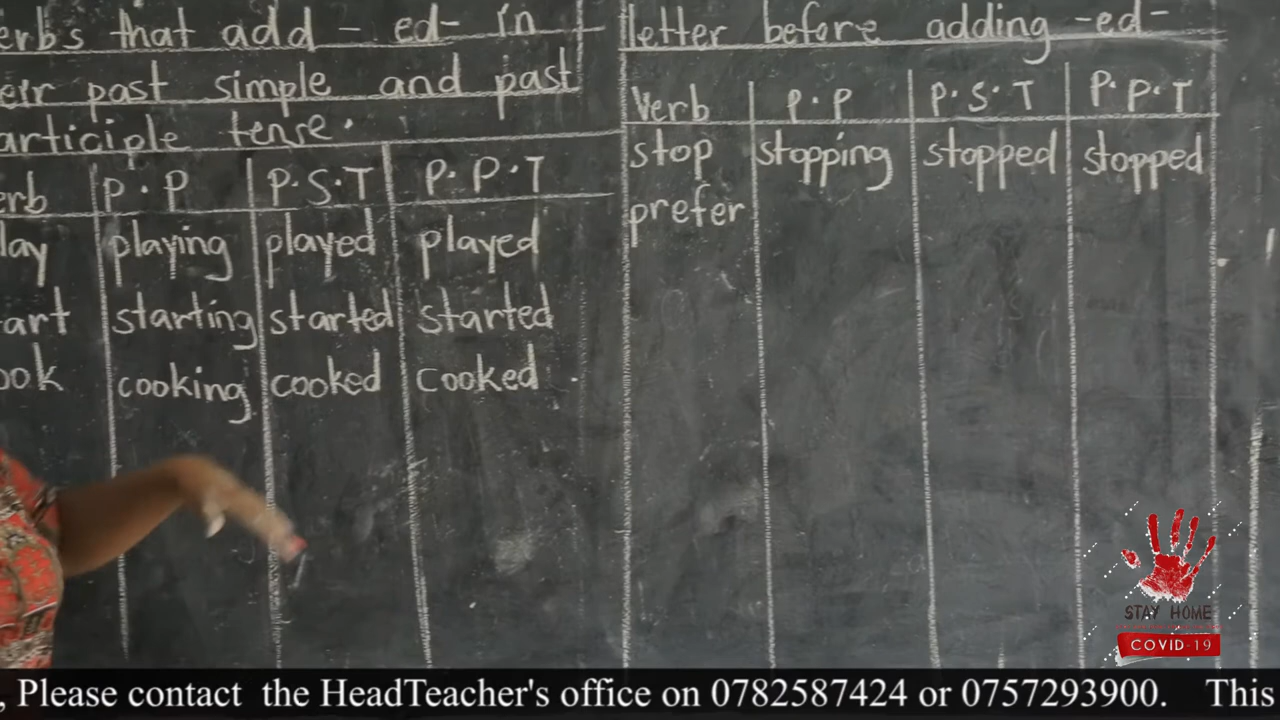 erbs that add - ed- in
eir past simple and past
articiple tense.
erb P.P P.S.T P.P.T
lay playing played played
art starting started started
ook cooking cooked cooked
letter before adding -ed-
Verb P.P P.S.T P.P.T
stop stopping stopped stopped
prefer
STAY HOME
COVID-19
, Please contact the HeadTeacher's office on 0782587424 or 0757293900. This